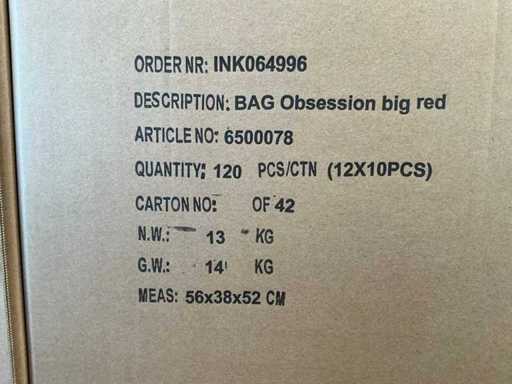 ORDER NR: INK064996
DESCRIPTION: BAG Obsession big red
ARTICLE NO: 6500078
QUANTITY: 120 PCS/CTN (12X10PCS)
CARTON NO: OF 42
N.W.: 13 KG
G.W.: 14 KG
MEAS: 56x38x52 CM